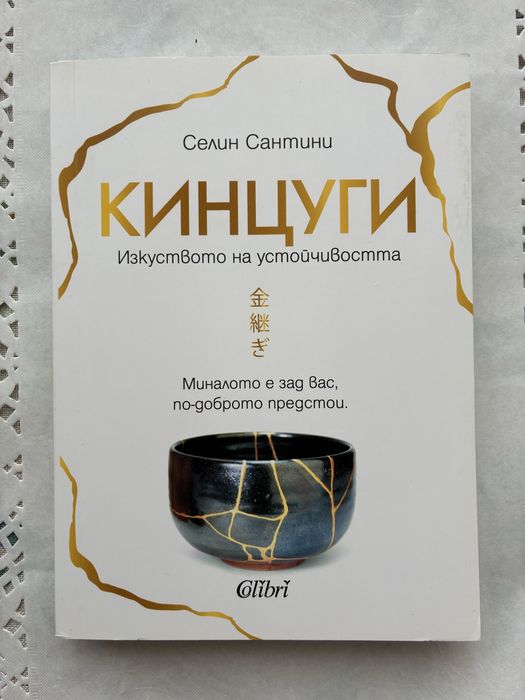 Селин Сантини
КИНЦУГИ
Изкуството на устойчивостта
金
継
ぎ
Миналото е зад вас,
по-доброто предстои.
Colibri